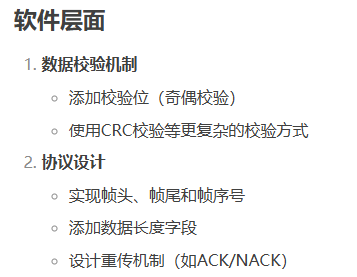 软件层面
1. 数据校验机制
添加校验位（奇偶校验）
使用CRC校验等更复杂的校验方式
2. 协议设计
实现帧头、帧尾和帧序号
添加数据长度字段
设计重传机制（如ACK/NACK）